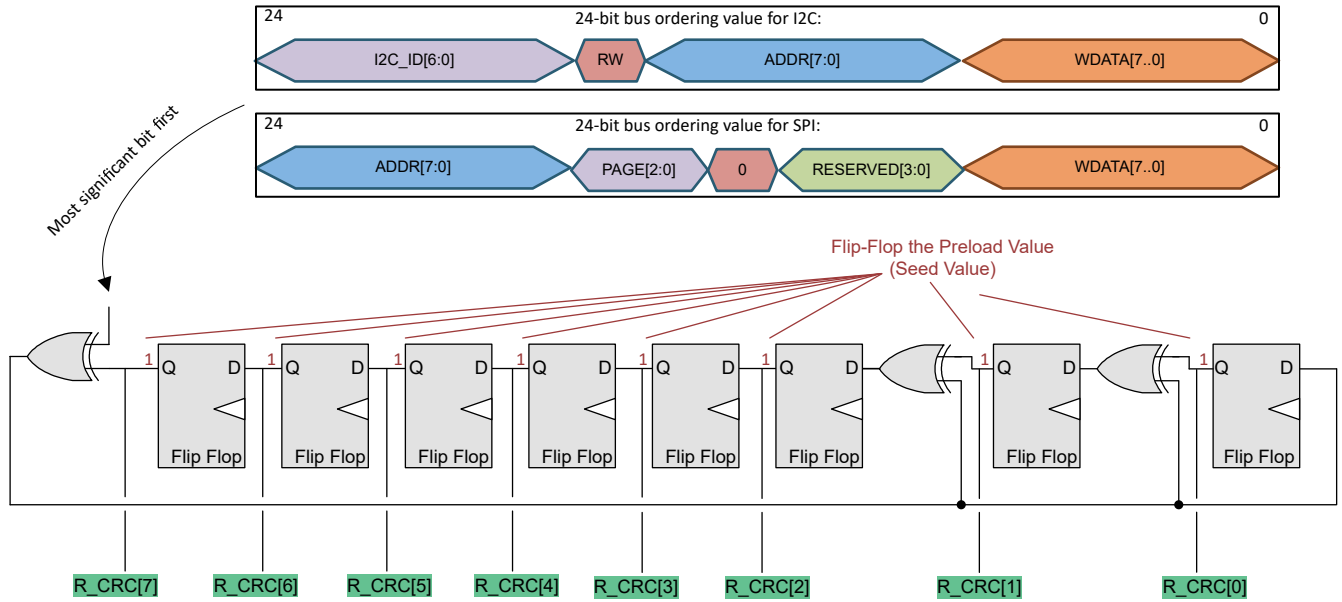 24
24-bit bus ordering value for I2C:
0
I2C_ID[6:0]
RW
ADDR[7:0]
WDATA[7..0]
Most significant bit first
24
24-bit bus ordering value for SPI:
0
ADDR[7:0]
PAGE[2:0]
0
RESERVED[3:0]
WDATA[7..0]
Flip-Flop the Preload Value
(Seed Value)
1
Q D
Flip Flop
1
Q D
Flip Flop
1
Q D
Flip Flop
1
Q D
Flip Flop
1
Q D
Flip Flop
1
Q D
Flip Flop
1
Q D
Flip Flop
1
Q D
Flip Flop
R_CRC[7]
R_CRC[6]
R_CRC[5]
R_CRC[4]
R_CRC[3]
R_CRC[2]
R_CRC[1]
R_CRC[0]